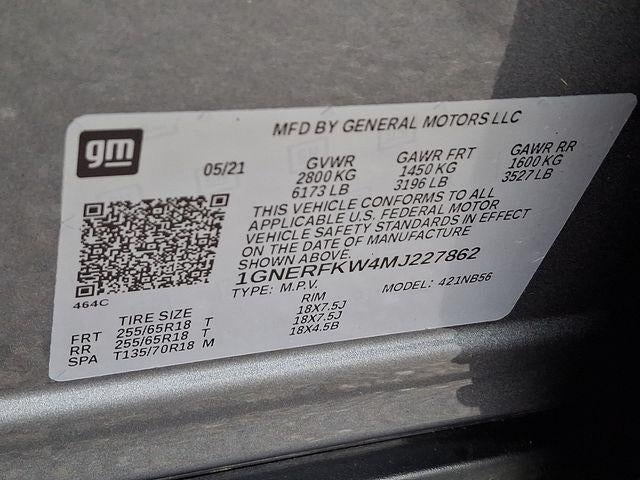 gm
MFD BY GENERAL MOTORS LLC
05/21
GVWR GAWR FRT GAWR RR
2800 KG 1450 KG 1600 KG
6173 LB 3196 LB 3527 LB
THIS VEHICLE CONFORMS TO ALL
APPLICABLE U.S. FEDERAL MOTOR
VEHICLE SAFETY STANDARDS IN EFFECT
ON THE DATE OF MANUFACTURE
SHOWN ABOVE.
1GNERFKW4MJ227862
TYPE: M.P.V. MODEL: 421NB56
464C
TIRE SIZE RIM
FRT 255/65R18 T 18X7.5J
RR 255/65R18 T 18X7.5J
SPA T135/70R18 M 18X4.5B